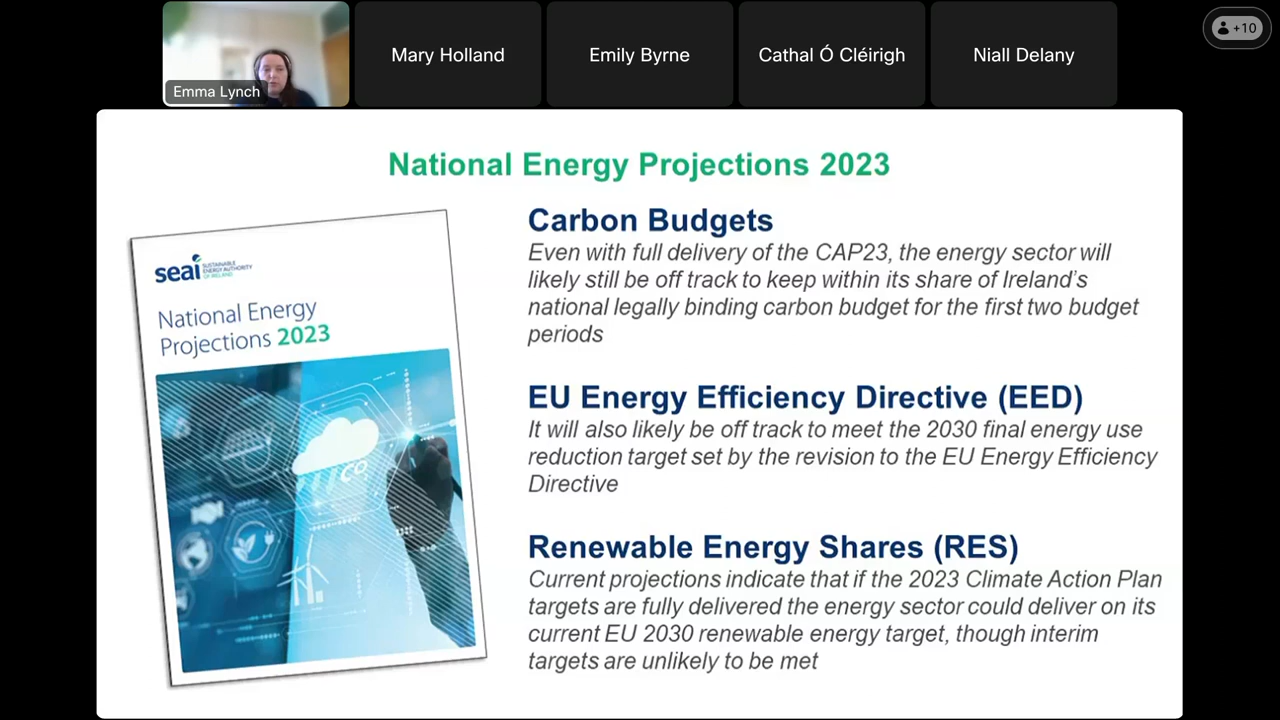 Emma Lynch
Mary Holland
Emily Byrne
Cathal Ó Cléirigh
Niall Delany
+10
National Energy Projections 2023
seai SUSTAINABLE
ENERGY AUTHORITY
OF IRELAND
National Energy
Projections 2023
CO
Carbon Budgets
Even with full delivery of the CAP23, the energy sector will
likely still be off track to keep within its share of Ireland's
national legally binding carbon budget for the first two budget
periods
EU Energy Efficiency Directive (EED)
It will also likely be off track to meet the 2030 final energy use
reduction target set by the revision to the EU Energy Efficiency
Directive
Renewable Energy Shares (RES)
Current projections indicate that if the 2023 Climate Action Plan
targets are fully delivered the energy sector could deliver on its
current EU 2030 renewable energy target, though interim
targets are unlikely to be met